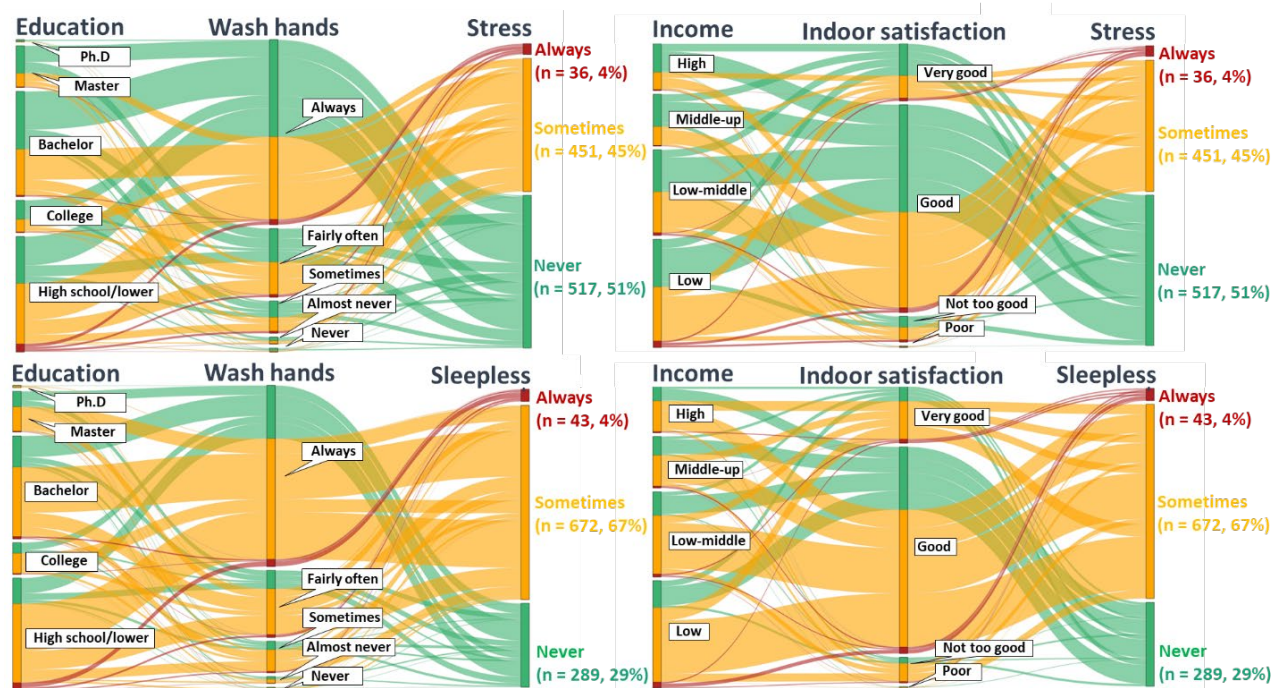 Education
Wash hands
Stress
Ph.D
Master
Bachelor
College
High school/lower
Always
Fairly often
Sometimes
Almost never
Never
Always
(n = 36, 4%)
Sometimes
(n = 451, 45%)
Never
(n = 517, 51%)
Income
Indoor satisfaction
Stress
High
Middle-up
Low-middle
Low
Very good
Good
Not too good
Poor
Always
(n = 36, 4%)
Sometimes
(n = 451, 45%)
Never
(n = 517, 51%)
Education
Wash hands
Sleepless
Ph.D
Master
Bachelor
College
High school/lower
Always
Fairly often
Sometimes
Almost never
Never
Always
(n = 43, 4%)
Sometimes
(n = 672, 67%)
Never
(n = 289, 29%)
Income
Indoor satisfaction
Sleepless
High
Middle-up
Low-middle
Low
Very good
Good
Not too good
Poor
Always
(n = 43, 4%)
Sometimes
(n = 672, 67%)
Never
(n = 289, 29%)